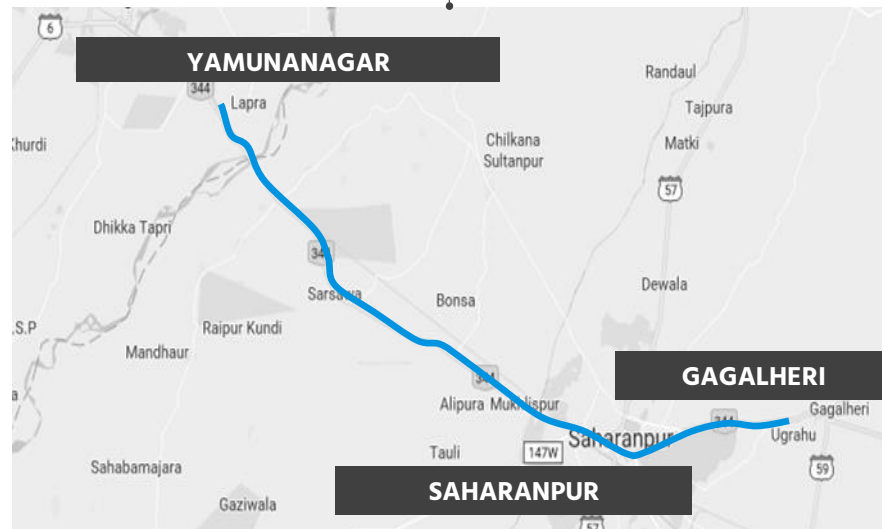 6
YAMUNANAGAR
344
Lapra
Randaul
Tajpura
Khurdi
Chilkana
Sultanpur
Matki
57
Dhikka Tapri
Sarsawa
Bonsa
Dewala
.S.P
Raipur Kundi
Mandhaur
GAGALHERI
344
Alipura Mukhlispur
344
Gagalheri
Saharanpur
Ugrahu
Tauli
147W
Sahabamajara
59
SAHARANPUR
Gaziwala
57